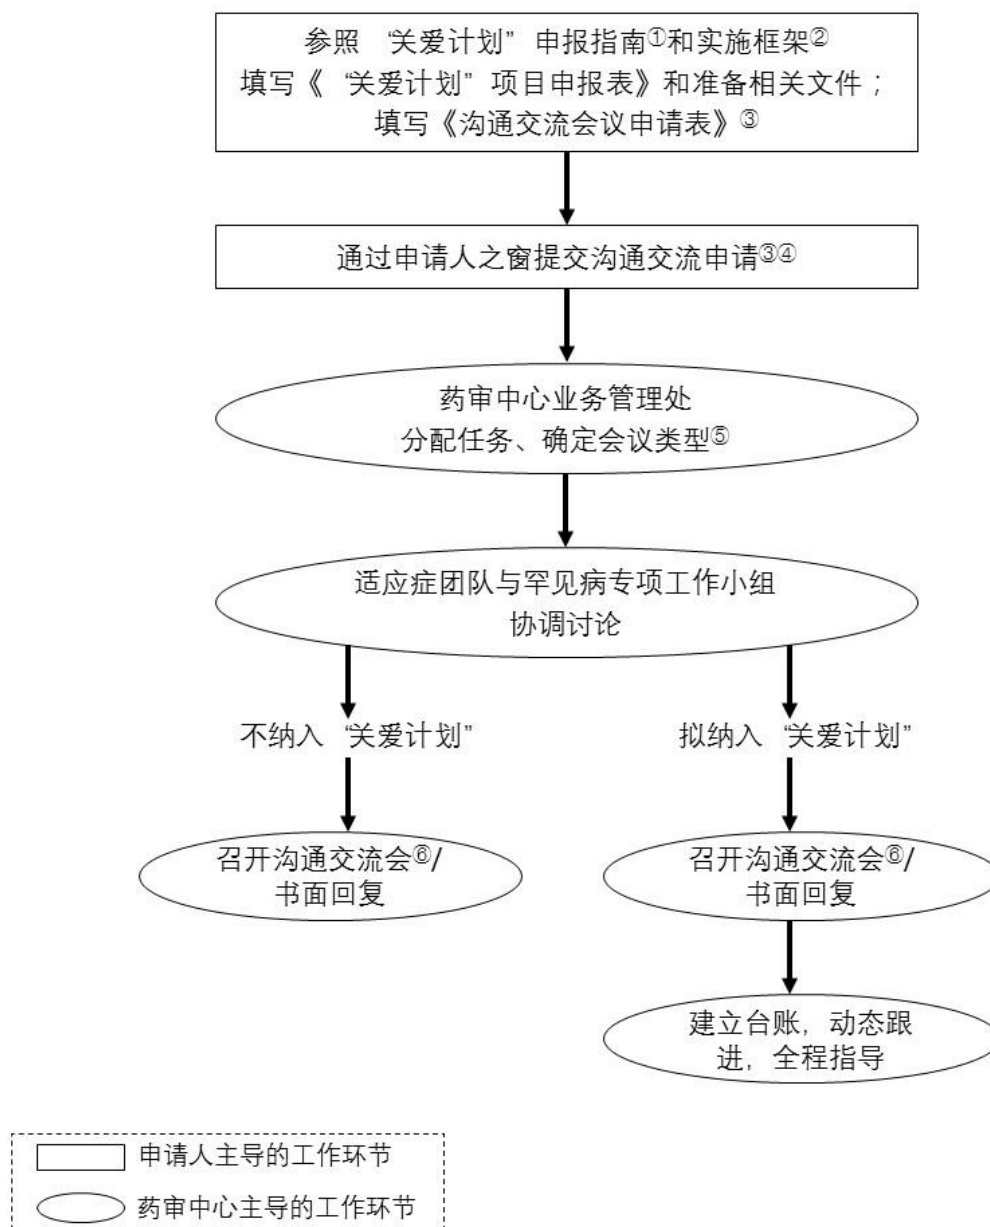 参照 “关爱计划” 申报指南①和实施框架②
填写《 “关爱计划” 项目申报表》和准备相关文件；
填写《沟通交流会议申请表》③
通过申请人之窗提交沟通交流申请③④
药审中心业务管理处
分配任务、确定会议类型⑤
适应症团队与罕见病专项工作小组
协调讨论
不纳入 “关爱计划”
拟纳入 “关爱计划”
召开沟通交流会⑥/
书面回复
召开沟通交流会⑥/
书面回复
建立台账，动态跟
进，全程指导
申请人主导的工作环节
药审中心主导的工作环节